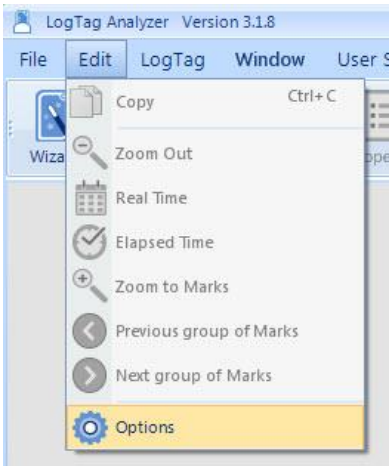 LogTag Analyzer Version 3.1.8
File Edit LogTag Window User
Copy Ctrl+C
Zoom Out
Real Time
Elapsed Time
Zoom to Marks
Previous group of Marks
Next group of Marks
Options